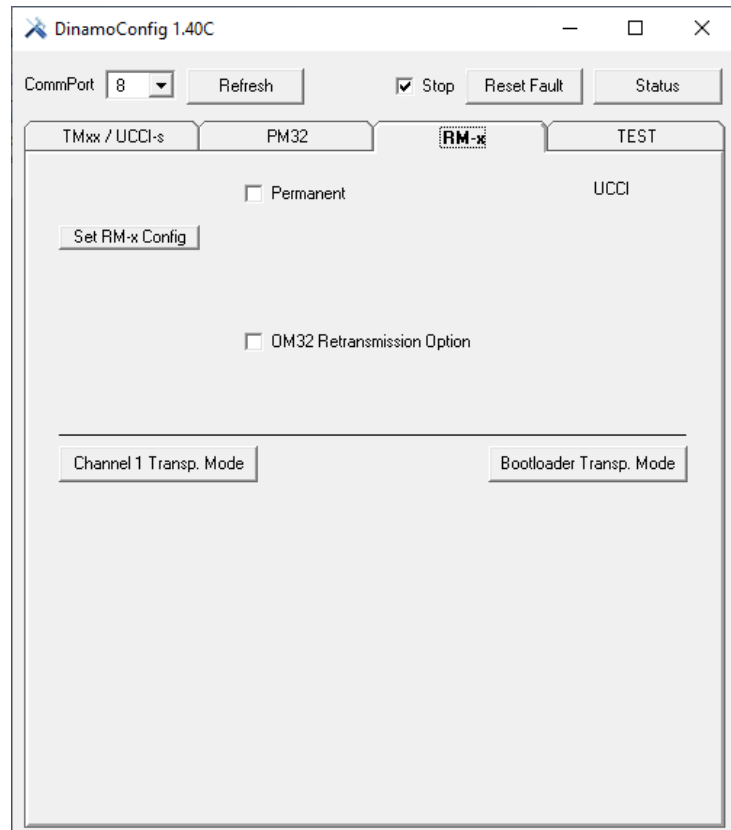 DinamoConfig 1.40C
CommPort 8 Refresh Stop Reset Fault Status
TMxx / UCCI-s PM32 RM-x TEST
Permanent UCCI
Set RM-x Config
OM32 Retransmission Option
Channel 1 Transp. Mode Bootloader Transp. Mode